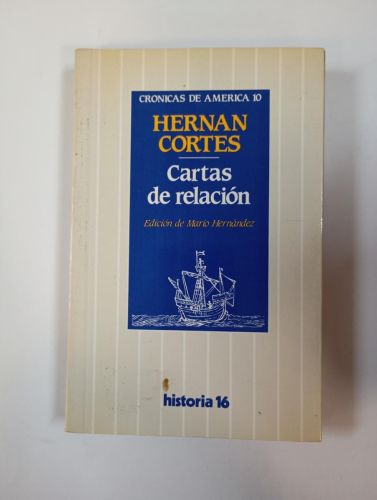 CRONICAS DE AMERICA 10
HERNAN
CORTES
Cartas
de relación
Edición de Mario Hernández
historia 16